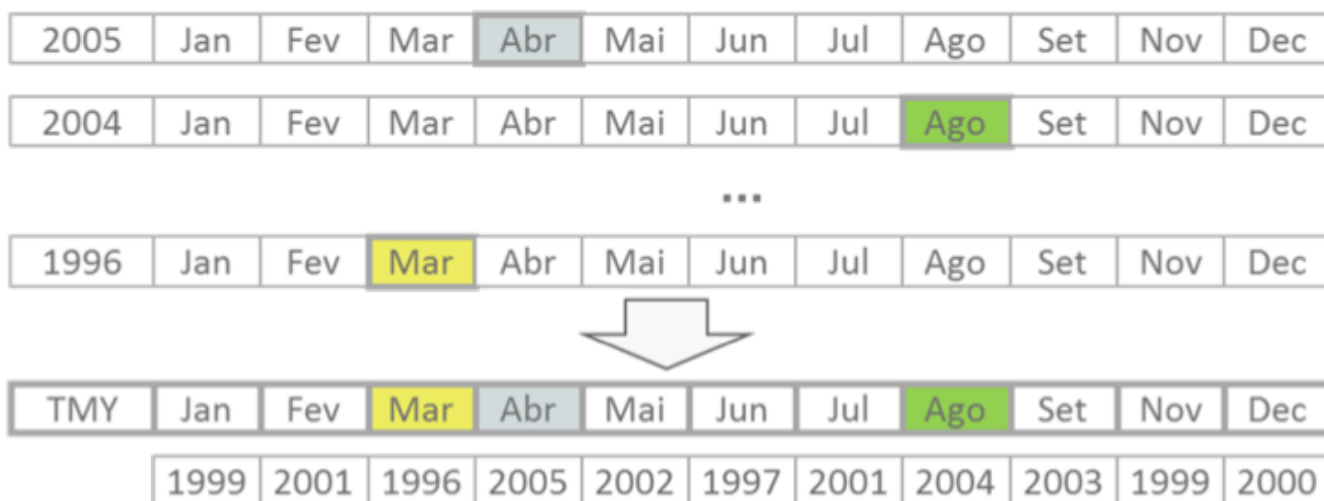 2005 Jan Fev Mar Abr Mai Jun Jul Ago Set Nov Dec
2004 Jan Fev Mar Abr Mai Jun Jul Ago Set Nov Dec
...
1996 Jan Fev Mar Abr Mai Jun Jul Ago Set Nov Dec
TMY Jan Fev Mar Abr Mai Jun Jul Ago Set Nov Dec
1999 2001 1996 2005 2002 1997 2001 2004 2003 1999 2000